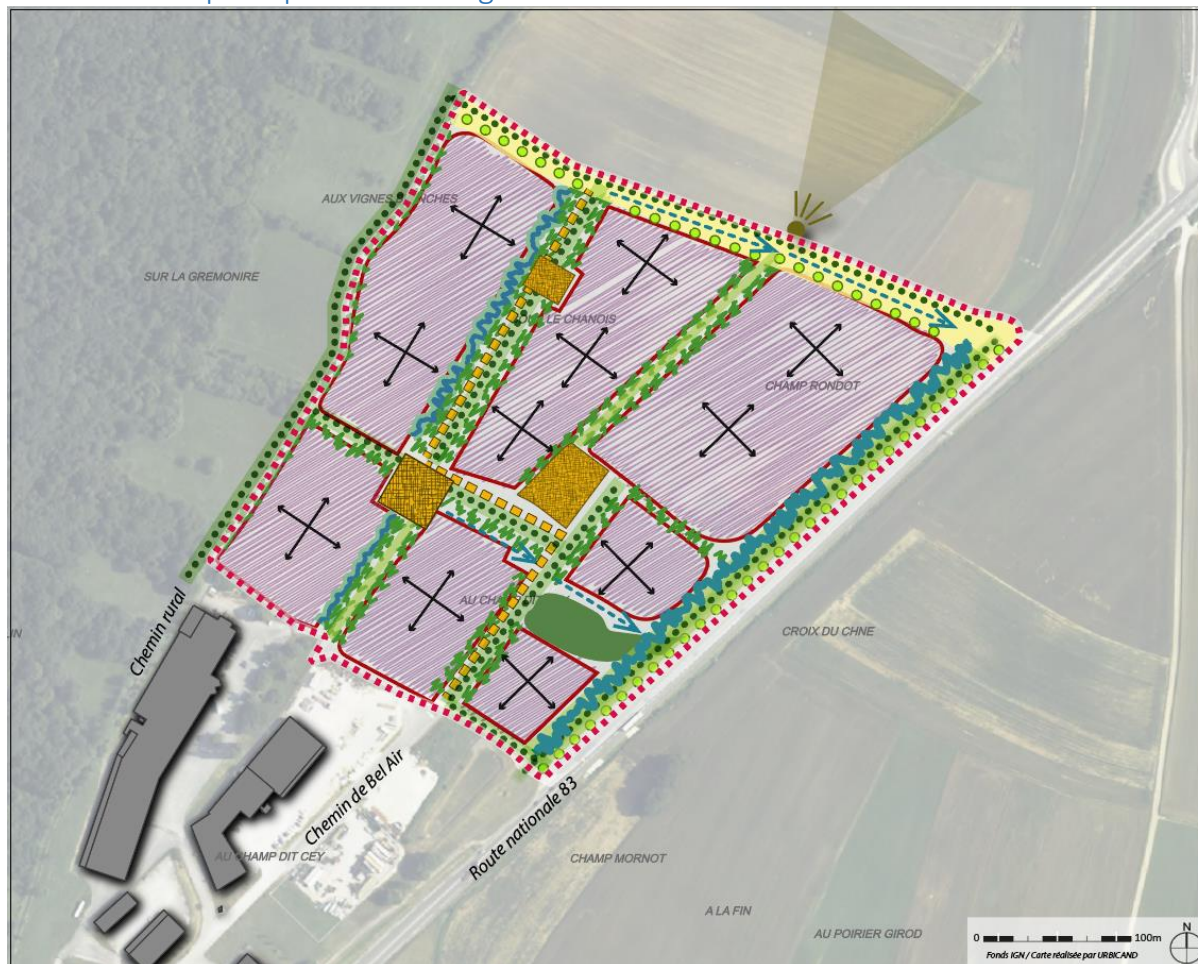 AUX VIGNES
SUR LA GREMONIRE
LE CHANOIS
CHAMP RONDOT
CROIX DU CHNE
Chemin rural
Chemin de Bel Air
Route nationale 83
AU CHAMP DIT CEY
CHAMP MORNOT
A LA FIN
AU POIRIER GIROD
N
0
100m
Fonds IGN / Carte réalisée par URBICAND